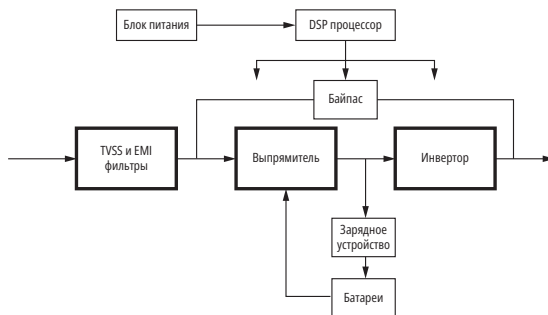 Блок питания
DSP процессор
Байпас
TVSS и EMI
фильтры
Выпрямитель
Инвертор
Зарядное
устройство
Батареи